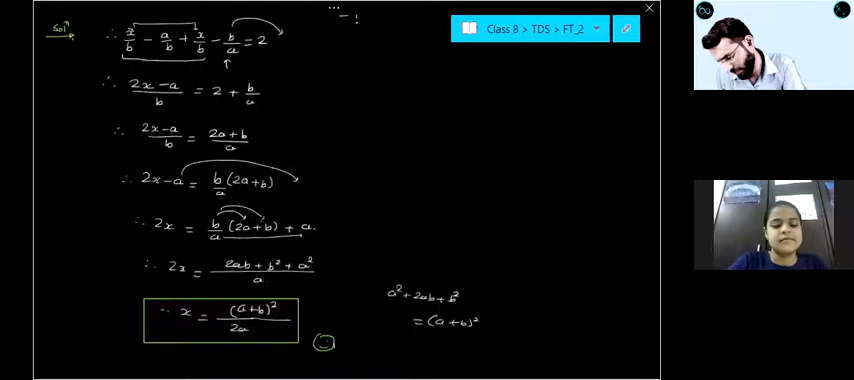 Solⁿ
∴ x/b - a/b + x/b - b/a = 2
∴ (2x-a)/b = 2 + b/a
∴ (2x-a)/b = (2a+b)/a
∴ 2x-a = b/a (2a+b)
∴ 2x = b/a (2a+b) + a.
∴ 2x = (2ab + b² + a²)/a
∴ x = (a+b)²/2a
a² + 2ab + b²
= (a+b)²
Class 8 > TDS > FT_2